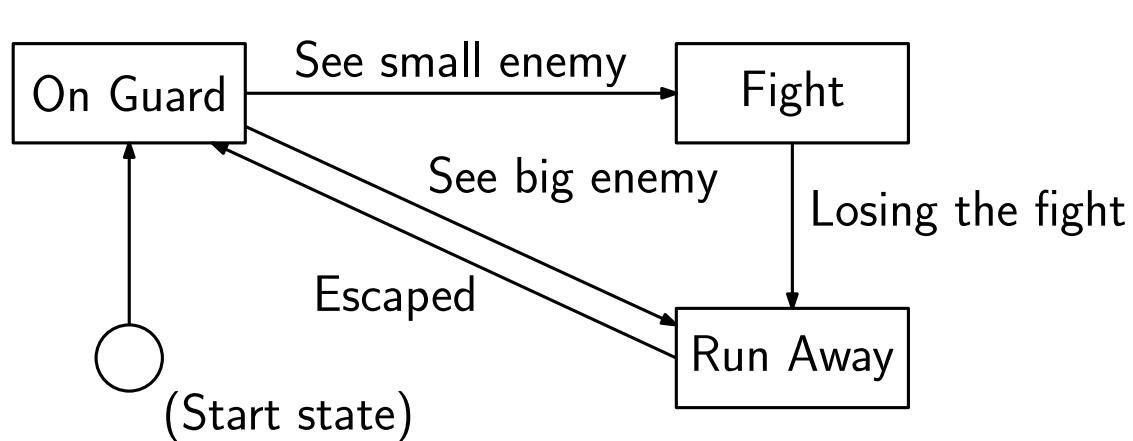 See small enemy
On Guard
Fight
See big enemy
Losing the fight
Escaped
Run Away
(Start state)